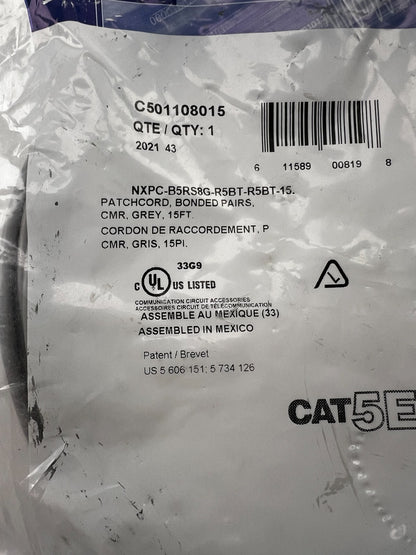 C501108015
QTE / QTY: 1
2021 43
6 11589 00819 8
NXPC-B5RS8G-R5BT-R5BT-15.
PATCHCORD, BONDED PAIRS,
CMR, GREY, 15FT.
CORDON DE RACCORDEMENT, P
CMR, GRIS, 15PI.
33G9
C UL US LISTED
COMMUNICATION CIRCUIT ACCESSORIES
ACCESSOIRES CIRCUIT DE TÉLÉCOMMUNICATION
ASSEMBLE AU MEXIQUE (33)
ASSEMBLED IN MEXICO
Patent / Brevet
US 5 606 151; 5 734 126
CAT5E